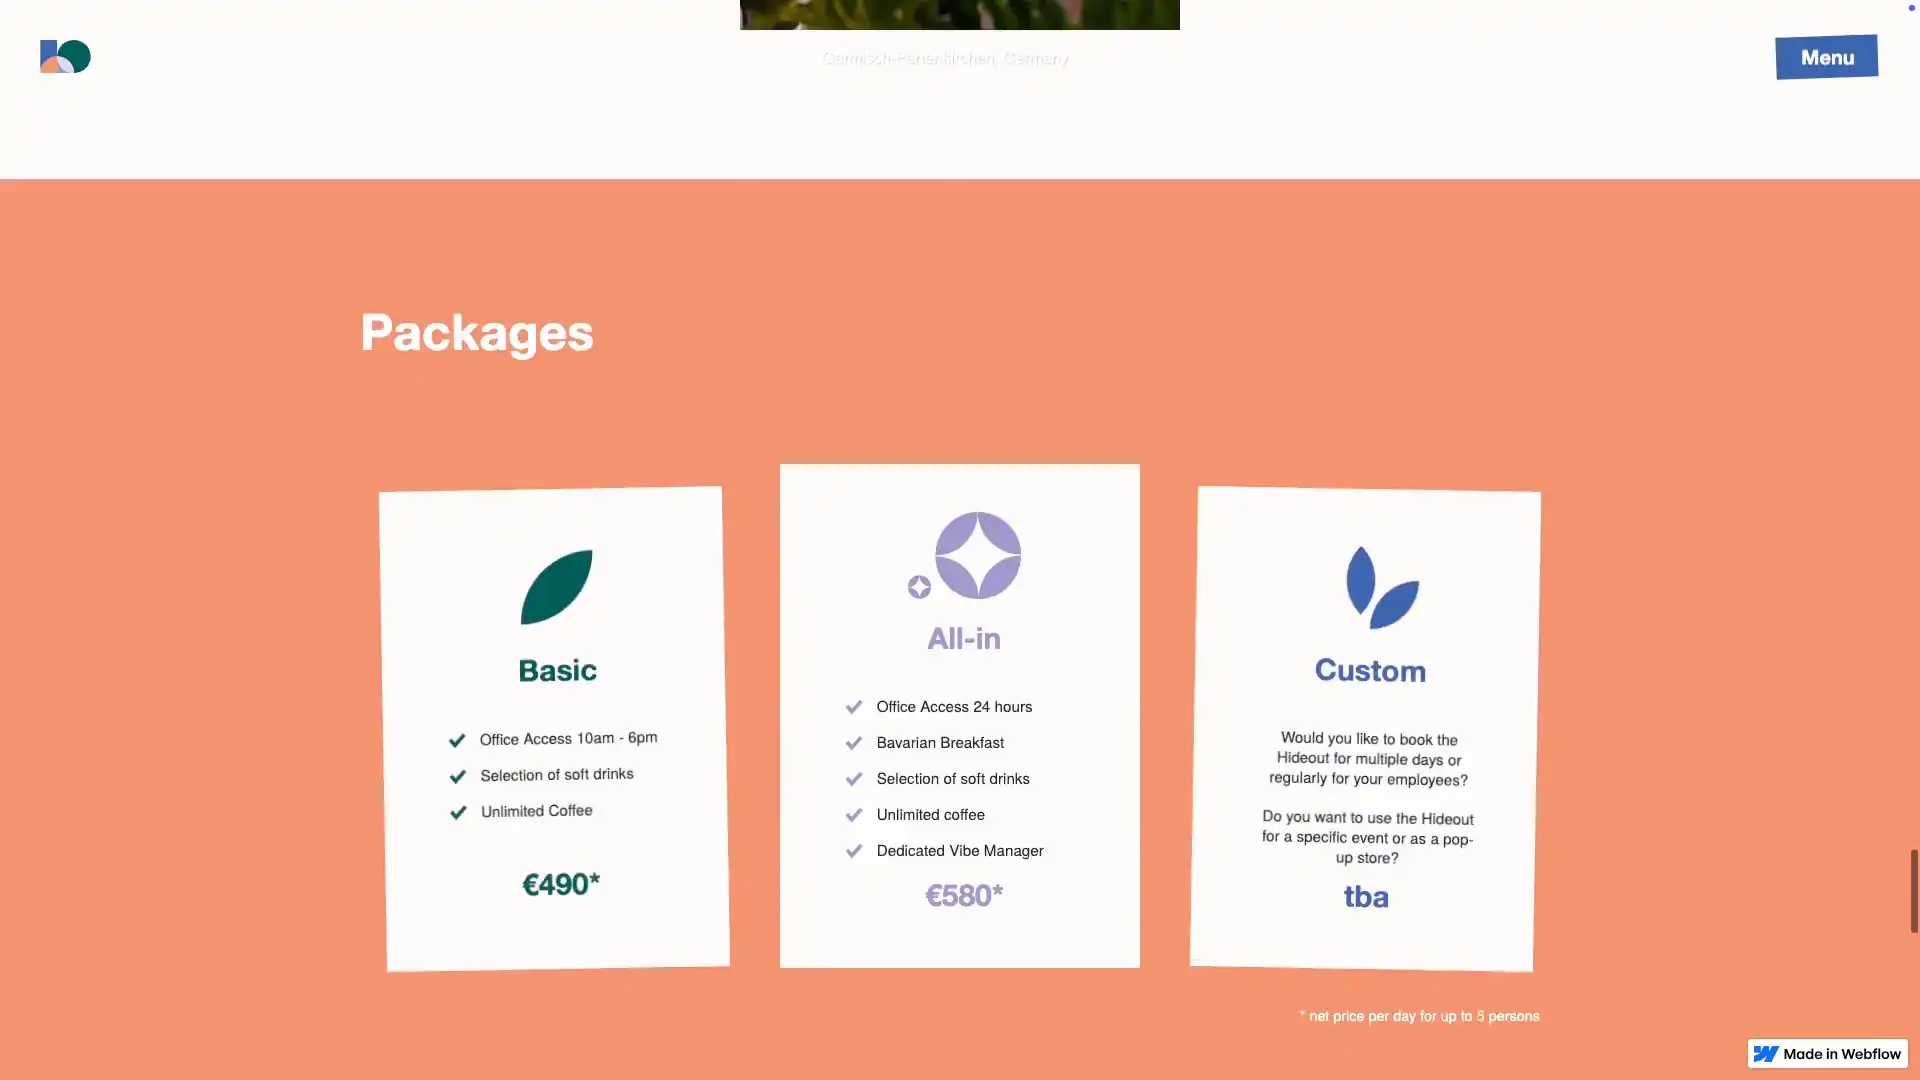 Garmisch-Partenkirchen, Germany
Menu
Packages
Basic
Office Access 10am - 6pm
Selection of soft drinks
Unlimited Coffee
€490*
All-in
Office Access 24 hours
Bavarian Breakfast
Selection of soft drinks
Unlimited coffee
Dedicated Vibe Manager
€580*
Custom
Would you like to book the
Hideout for multiple days or
regularly for your employees?
Do you want to use the Hideout
for a specific event or as a pop-
up store?
tba
* net price per day for up to 5 persons
Made in Webflow